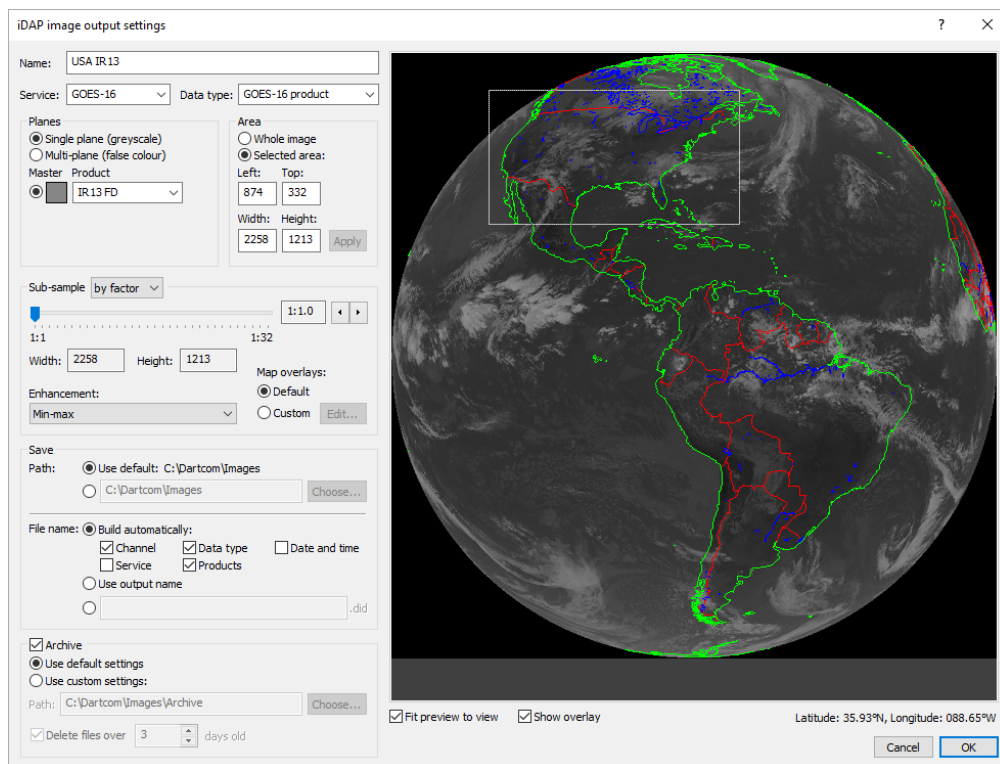 iDAP image output settings
?
Name: USA IR13
Service: GOES-16 Data type: GOES-16 product
Planes
Single plane (greyscale)
Multi-plane (false colour)
Master Product
IR13 FD
Area
Whole image
Selected area:
Left: Top:
874 332
Width: Height:
2258 1213 Apply
Sub-sample by factor
1:1.0
1:1 1:32
Width: 2258 Height: 1213
Enhancement:
Min-max
Map overlays:
Default
Custom Edit...
Save
Path: Use default: C:\Dartcom\Images
C:\Dartcom\Images Choose...
File name: Build automatically:
Channel Data type Date and time
Service Products
Use output name
.did
Archive
Use default settings
Use custom settings:
Path: C:\Dartcom\Images\Archive Choose...
Delete files over 3 days old
Fit preview to view Show overlay Latitude: 35.93°N, Longitude: 088.65°W
Cancel OK